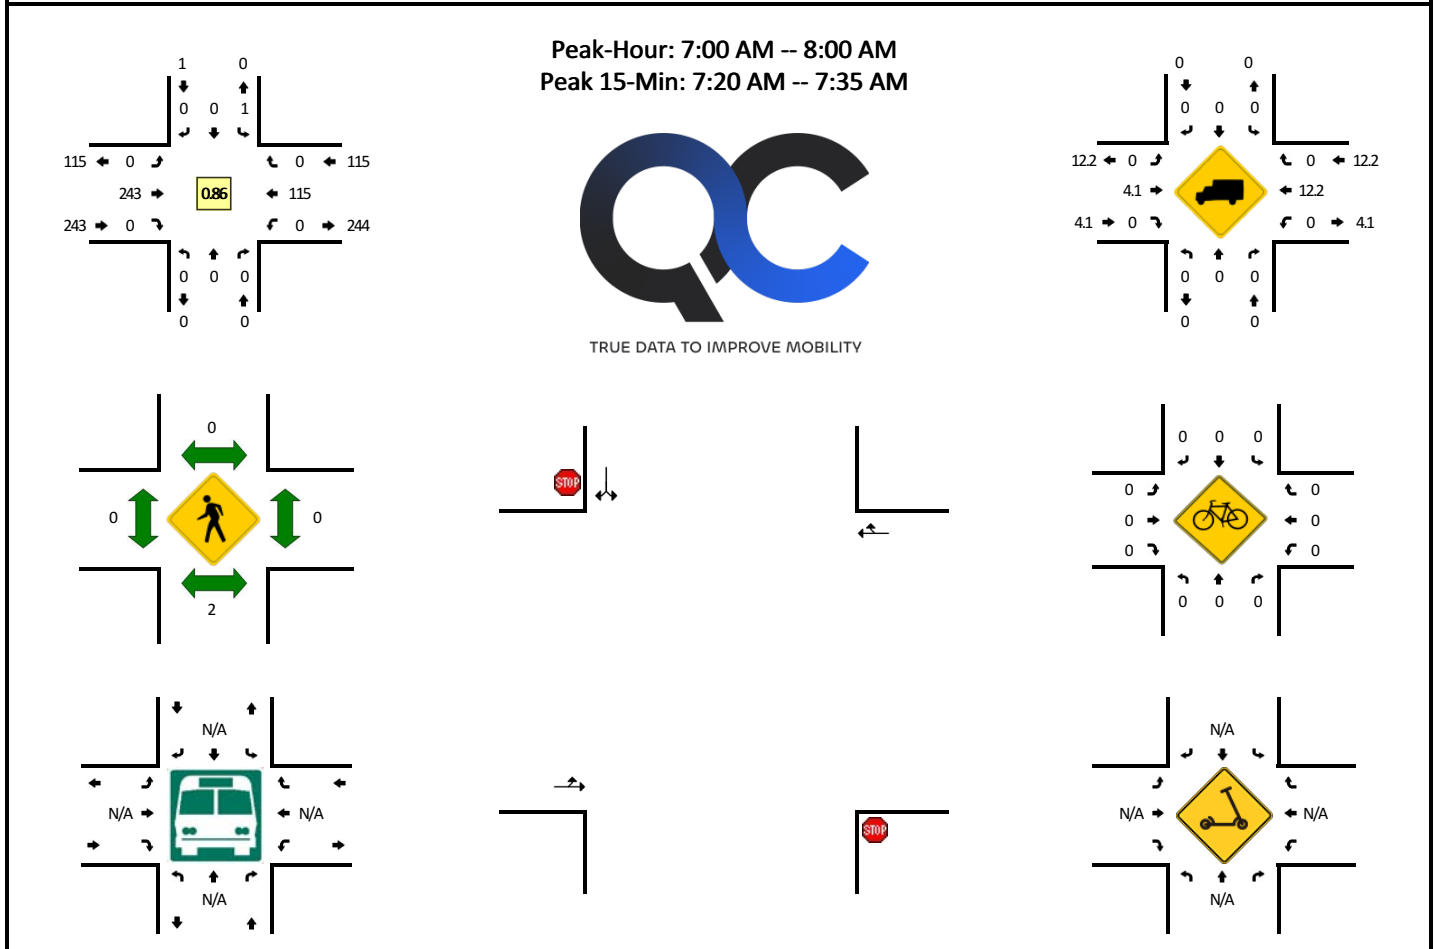 Peak-Hour: 7:00 AM -- 8:00 AM
Peak 15-Min: 7:20 AM -- 7:35 AM
1 0
0 0 1
115 0 0 115
243 0.86 115
243 0 0 244
0 0 0
0 0
QC
TRUE DATA TO IMPROVE MOBILITY
0 0
0 0 0
12.2 0 0 12.2
4.1 12.2
4.1 0 0 4.1
0 0 0
0 0
0
0 0
2
STOP
STOP
0 0 0
0 0
0 0
0 0
0 0 0
N/A
N/A N/A
N/A
N/A
N/A N/A
N/A